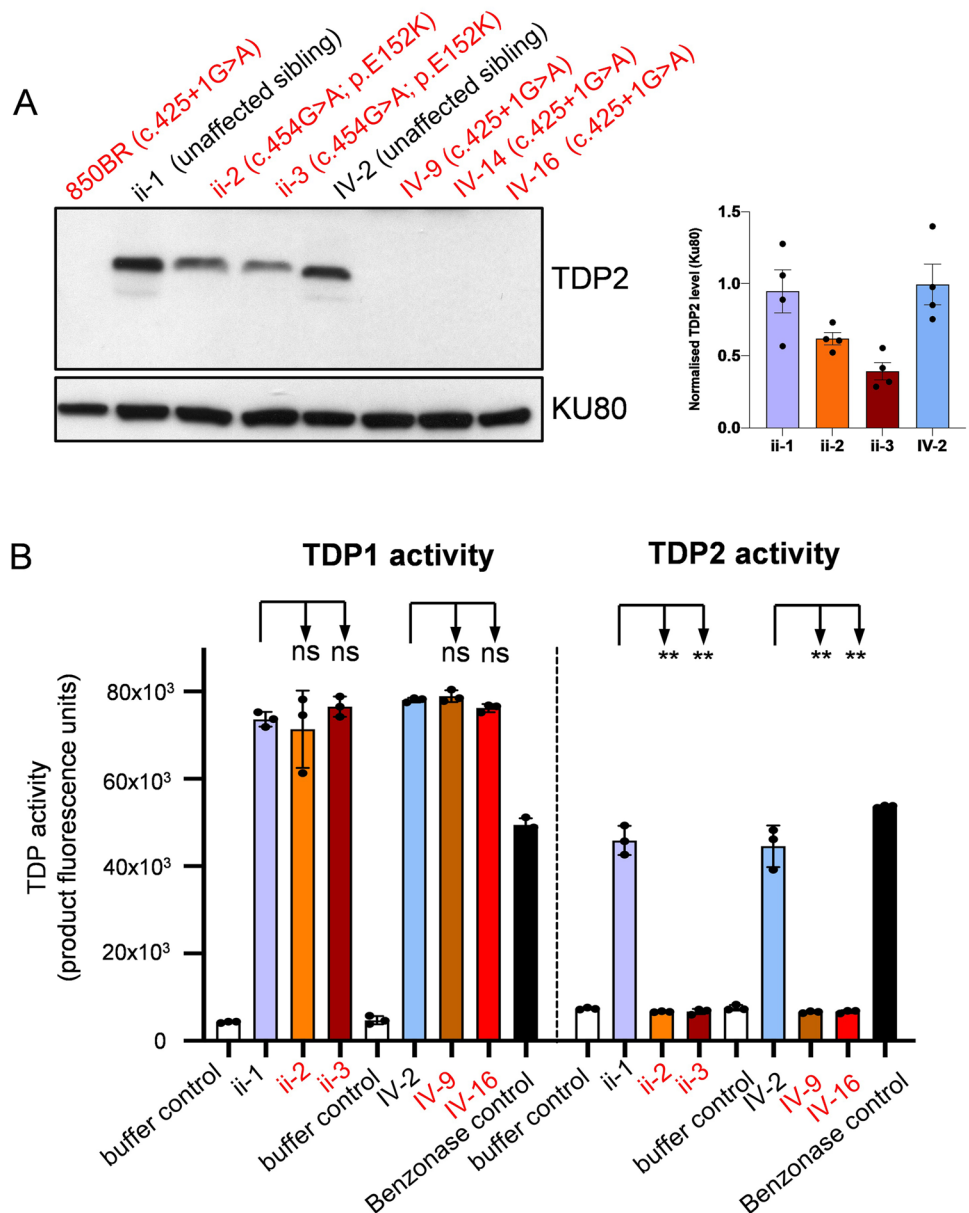 A
850BR (c.425+1G>A)
ii-1 (unaffected sibling)
ii-2 (c.454G>A; p.E152K)
ii-3 (c.454G>A; p.E152K)
IV-2 (unaffected sibling)
IV-9 (c.425+1G>A)
IV-14 (c.425+1G>A)
IV-16 (c.425+1G>A)
TDP2
KU80
Normalised TDP2 level (Ku80)
1.5
1.0
0.5
0.0
ii-1 ii-2 ii-3 IV-2
B
TDP1 activity TDP2 activity
ns ns ns ns ** ** ** **
TDP activity
(product fluorescence units)
80x10³
60x10³
40x10³
20x10³
0
buffer control
ii-1
ii-2
ii-3
buffer control
IV-2
IV-9
IV-16
Benzonase control
buffer control
ii-1
ii-2
ii-3
buffer control
IV-2
IV-9
IV-16
Benzonase control